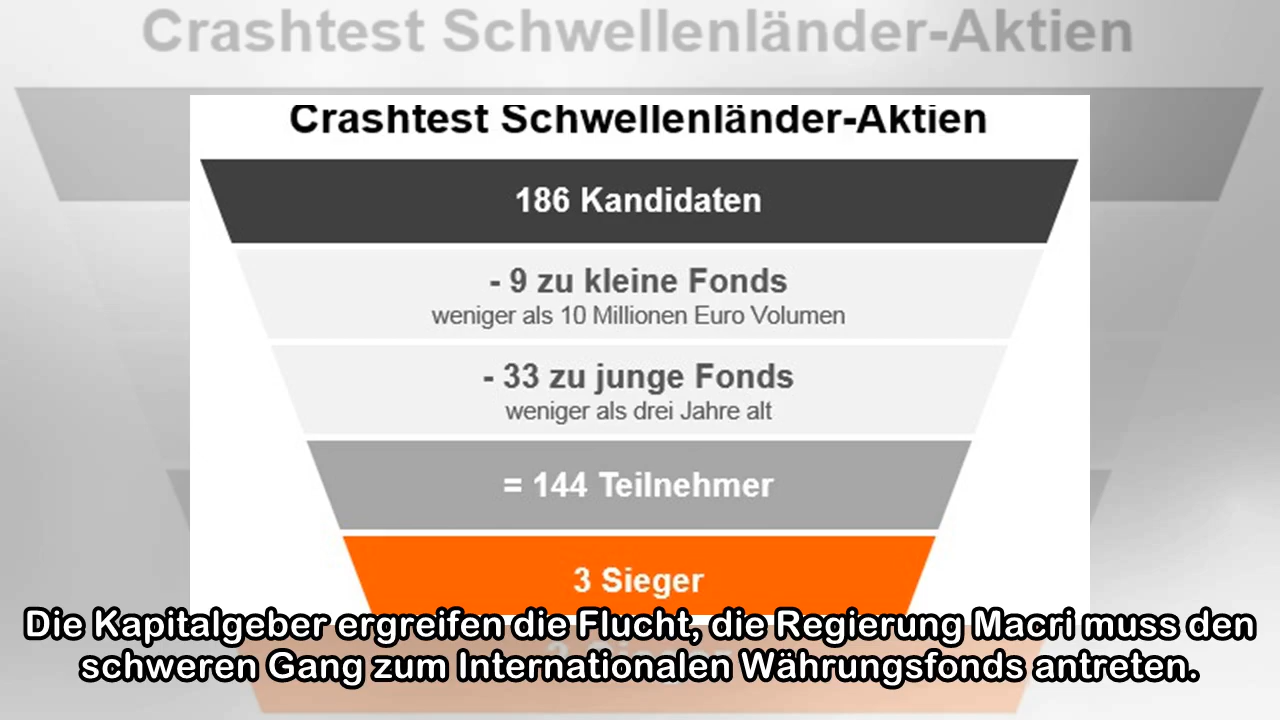 Crashtest Schwellenländer-Aktien
Crashtest Schwellenländer-Aktien
186 Kandidaten
- 9 zu kleine Fonds
weniger als 10 Millionen Euro Volumen
- 33 zu junge Fonds
weniger als drei Jahre alt
= 144 Teilnehmer
3 Sieger
Die Kapitalgeber ergreifen die Flucht, die Regierung Macri muss den
schweren Gang zum Internationalen Währungsfonds antreten.